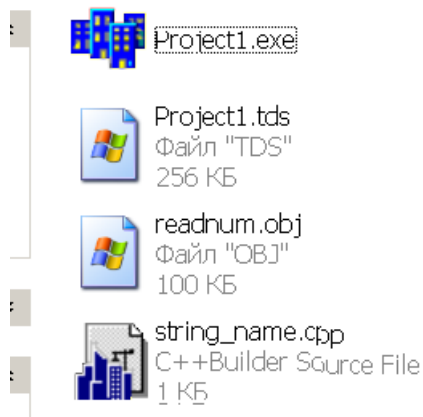 Project1.exe
Project1.tds
Файл "TDS"
256 КБ
readnum.obj
Файл "OBJ"
100 КБ
string_name.cpp
C++Builder Source File
1 КБ